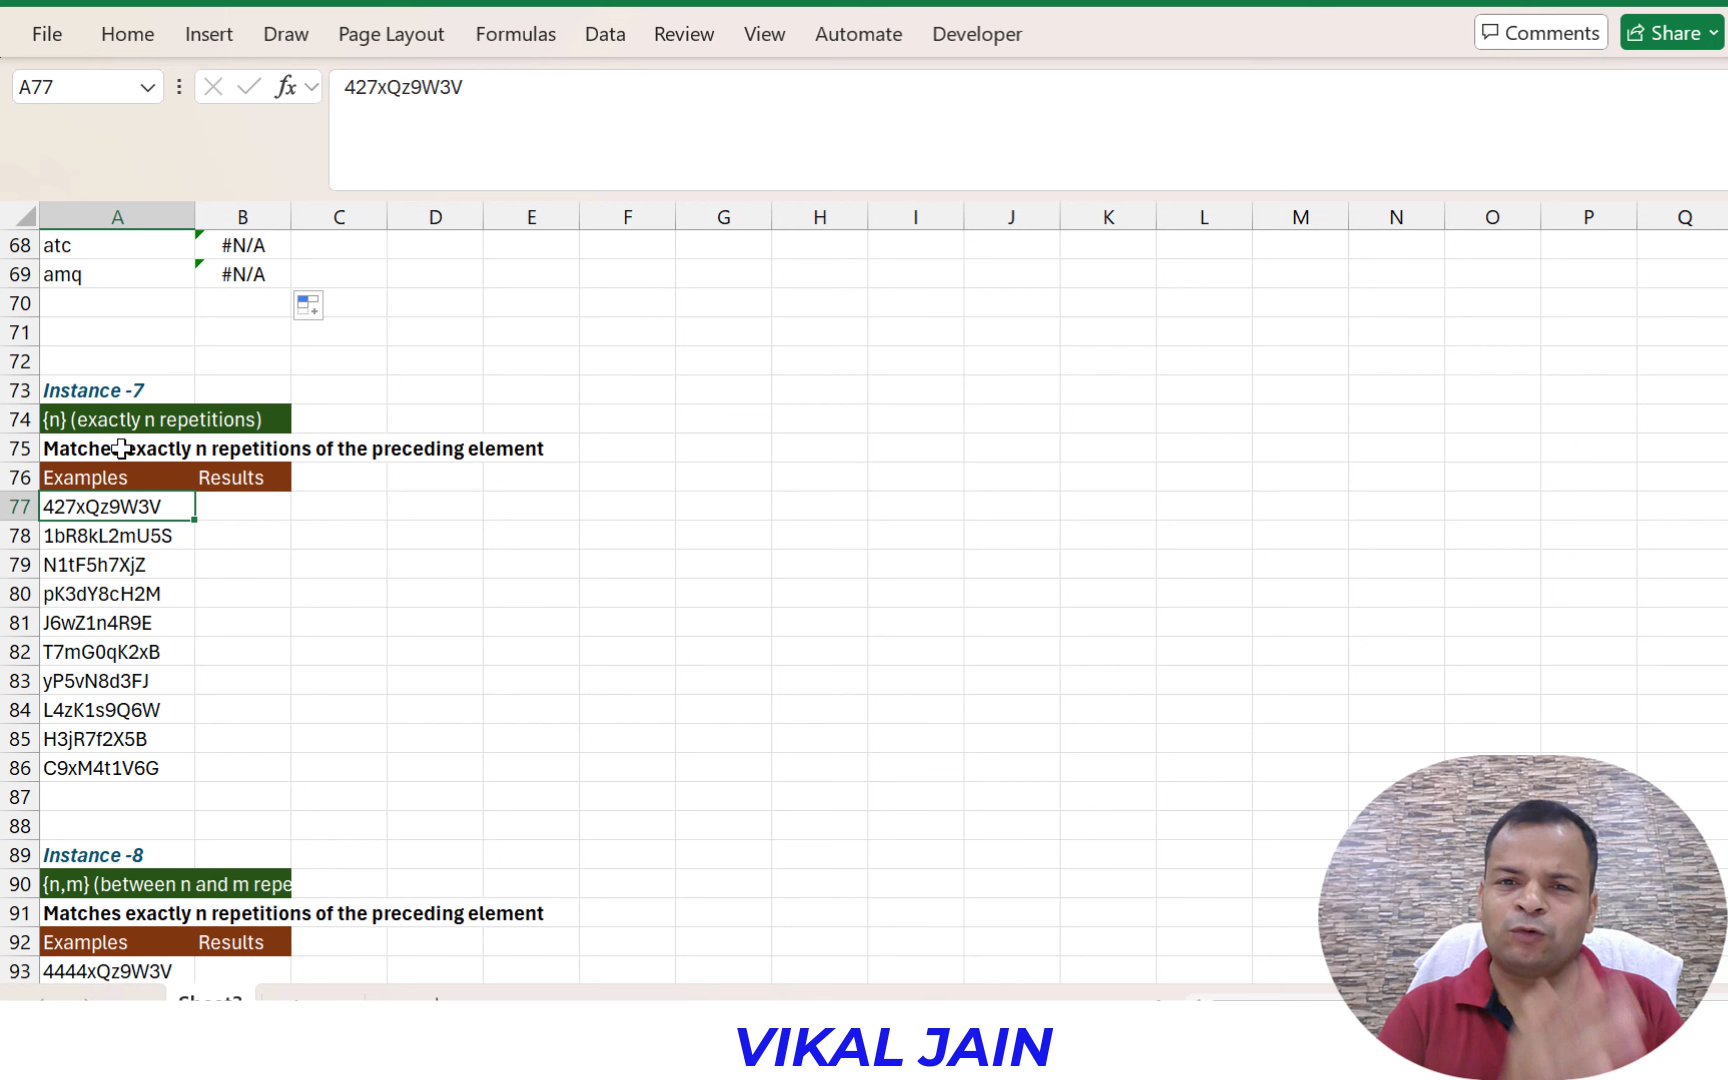 File Home Insert Draw Page Layout Formulas Data Review View Automate Developer Comments Share
A77 fx 427xQz9W3V
A B C D E F G H I J K L M N O P Q
68 atc #N/A
69 amq #N/A
70
71
72
73 Instance -7
74 {n} (exactly n repetitions)
75 Matches exactly n repetitions of the preceding element
76 Examples Results
77 427xQz9W3V
78 1bR8kL2mU5S
79 N1tF5h7XjZ
80 pK3dY8cH2M
81 J6wZ1n4R9E
82 T7mG0qK2xB
83 yP5vN8d3FJ
84 L4zK1s9Q6W
85 H3jR7f2X5B
86 C9xM4t1V6G
87
88
89 Instance -8
90 {n,m} (between n and m repe
91 Matches exactly n repetitions of the preceding element
92 Examples Results
93 4444xQz9W3V
VIKAL JAIN